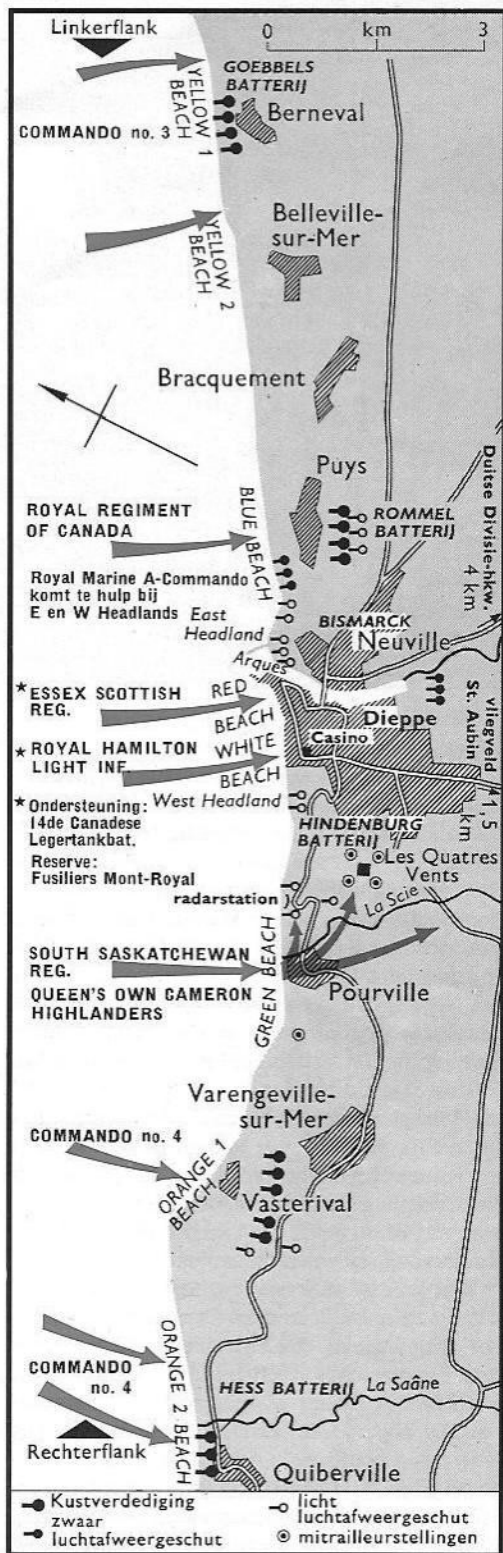 Linkerflank
0 km 3
YELLOW 1 BEACH
GOEBBELS
BATTERIJ
Berneval
COMMANDO no. 3
YELLOW 2 BEACH
Belleville-
sur-Mer
Bracquement
Puys
BLUE BEACH
ROYAL REGIMENT
OF CANADA
ROMMEL
BATTERIJ
Duitse Divisie-hkw.
4 km
Royal Marine A-Commando
komt te hulp bij
E en W Headlands
East
Headland
BISMARCK
Neuville
Arques
*ESSEX SCOTTISH
REG.
RED
BEACH
Dieppe
vliegveld
St. Aubin
1,5 km
Casino
*ROYAL HAMILTON
LIGHT INF.
WHITE
BEACH
*Ondersteuning:
14de Canadese
Legertankbat.
Reserve:
Fusiliers Mont-Royal
West Headland
HINDENBURG
BATTERIJ
Les Quatres
Vents
radarstation
La Scie
SOUTH SASKATCHEWAN
REG.
QUEEN'S OWN CAMERON
HIGHLANDERS
GREEN BEACH
Pourville
Varengeville-
sur-Mer
COMMANDO no. 4
ORANGE 1
BEACH
Vasterival
ORANGE 2 BEACH
COMMANDO
no. 4
HESS BATTERIJ
La Saâne
Rechterflank
Quiberville
Kustverdediging
zwaar
luchtafweergeschut
licht
luchtafweergeschut
mitrailleurstellingen